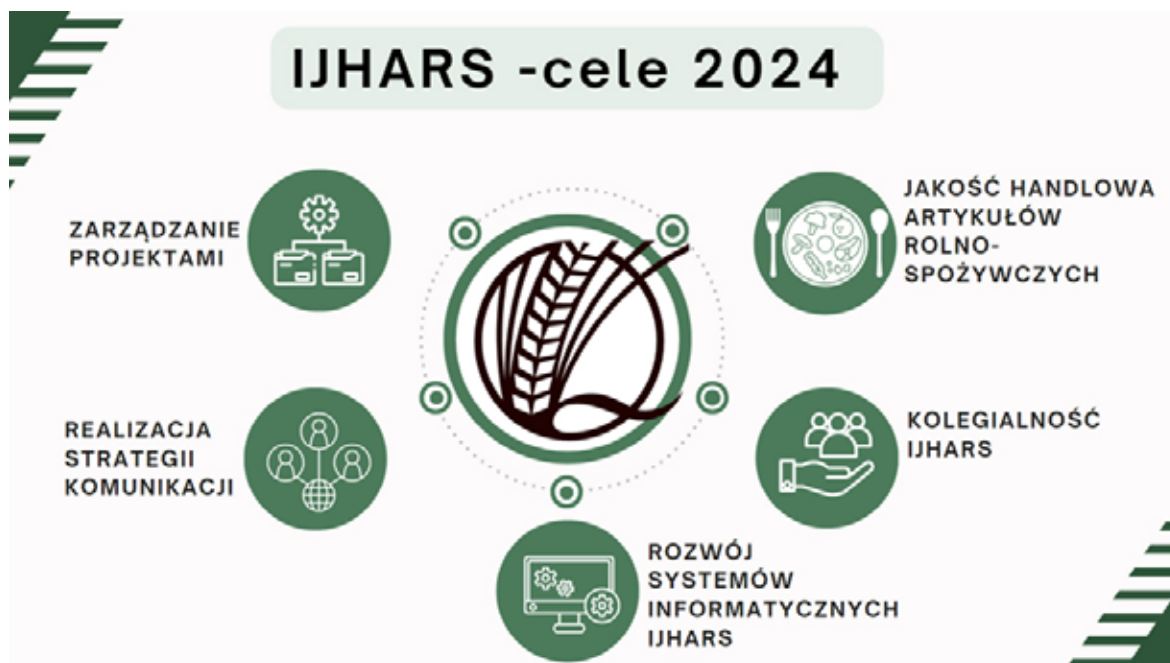 IJHARS -cele 2024
ZARZĄDZANIE
PROJEKTAMI
JAKOŚĆ HANDLOWA
ARTYKUŁÓW
ROLNO-
SPOŻYWCZYCH
REALIZACJA
STRATEGII
KOMUNIKACJI
KOLEGIALNOŚĆ
IJHARS
ROZWÓJ
SYSTEMÓW
INFORMATYCZNYCH
IJHARS